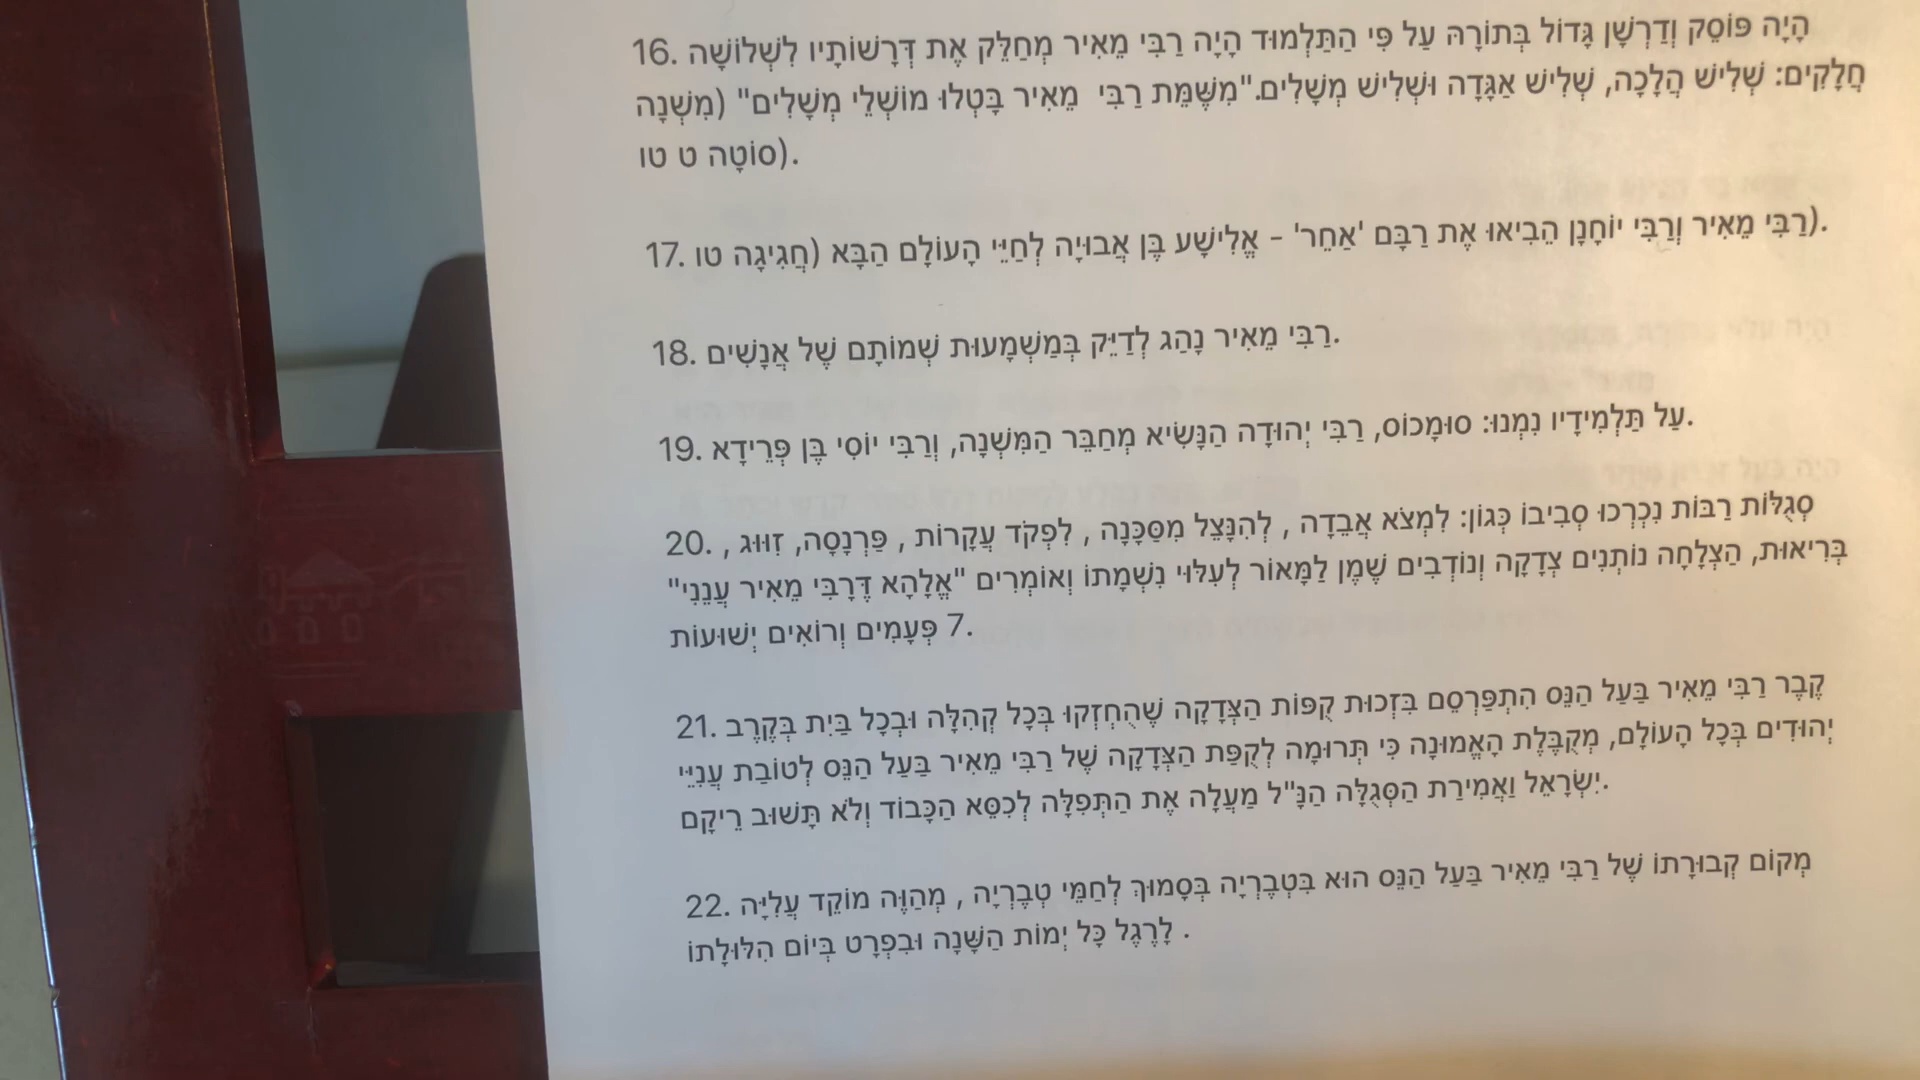 16. הָיָה פּוֹסֵק וְדַרְשָׁן גָּדוֹל בְּתוֹרָהּ עַל פִּי הַתַּלְמוּד הָיָה רַבִּי מֵאִיר מְחַלֵּק אֶת דְּרָשׁוֹתָיו לִשְׁלוֹשָׁה
חֲלָקִים: שְׁלִישׁ הֲלָכָה, שְׁלִישׁ אַגָּדָה וּשְׁלִישׁ מְשָׁלִים."מִשֶּׁמֵּת רַבִּי מֵאִיר בָּטְלוּ מוֹשְׁלֵי מְשָׁלִים" (מִשְׁנָה
סוֹטָה ט טו).
17. רַבִּי מֵאִיר וְרַבִּי יוֹחָנָן הֵבִיאוּ אֶת רַבָּם 'אַחֵר' - אֱלִישָׁע בֶּן אֲבוּיָה לְחַיֵּי הָעוֹלָם הַבָּא (חֲגִיגָה טו).
18. רַבִּי מֵאִיר נָהַג לְדַיֵּק בְּמַשְׁמָעוּת שְׁמוֹתָם שֶׁל אֲנָשִׁים.
19. עַל תַּלְמִידָיו נִמְנוּ: סוּמָכוֹס, רַבִּי יְהוּדָה הַנָּשִׂיא מְחַבֵּר הַמִּשְׁנָה, וְרַבִּי יוֹסִי בֶּן פְּרֵידָא.
20. סְגֻלּוֹת רַבּוֹת נִכְרְכוּ סְבִיבוֹ כְּגוֹן: לִמְצֹא אֲבֵדָה , לְהִנָּצֵל מִסַּכָּנָה , לִפְקֹד עֲקָרוֹת , פַּרְנָסָה, זִוּוּג ,
בְּרִיאוּת, הַצְלָחָה נוֹתְנִים צְדָקָה וְנוֹדְבִים שֶׁמֶן לַמָּאוֹר לְעִלּוּי נִשְׁמָתוֹ וְאוֹמְרִים "אֱלָהָא דְּרַבִּי מֵאִיר עֲנֵנִי"
7 פְּעָמִים וְרוֹאִים יְשׁוּעוֹת.
21. קֶבֶר רַבִּי מֵאִיר בַּעַל הַנֵּס הִתְפַּרְסֵם בִּזְכוּת קֻפּוֹת הַצְּדָקָה שֶׁהֻחְזְקוּ בְּכָל קְהִלָּה וּבְכָל בַּיִת בְּקֶרֶב
יְהוּדִים בְּכָל הָעוֹלָם, מְקֻבֶּלֶת הָאֱמוּנָה כִּי תְּרוּמָה לְקֻפַּת הַצְּדָקָה שֶׁל רַבִּי מֵאִיר בַּעַל הַנֵּס לְטוֹבַת עֲנִיֵּי
יִשְׂרָאֵל וַאֲמִירַת הַסְּגֻלָּה הַנָּ"ל מַעֲלָה אֶת הַתְּפִלָּה לְכִסֵּא הַכָּבוֹד וְלֹא תָּשׁוּב רֵיקָם.
22. מְקוֹם קְבוּרָתוֹ שֶׁל רַבִּי מֵאִיר בַּעַל הַנֵּס הוּא בִּטְבֶרְיָה בְּסָמוּךְ לְחַמֵּי טְבֶרְיָה , מְהַוֶּה מוֹקֵד עֲלִיָּה
לָרֶגֶל כָּל יְמוֹת הַשָּׁנָה וּבִפְרָט בְּיוֹם הִלּוּלָתוֹ .